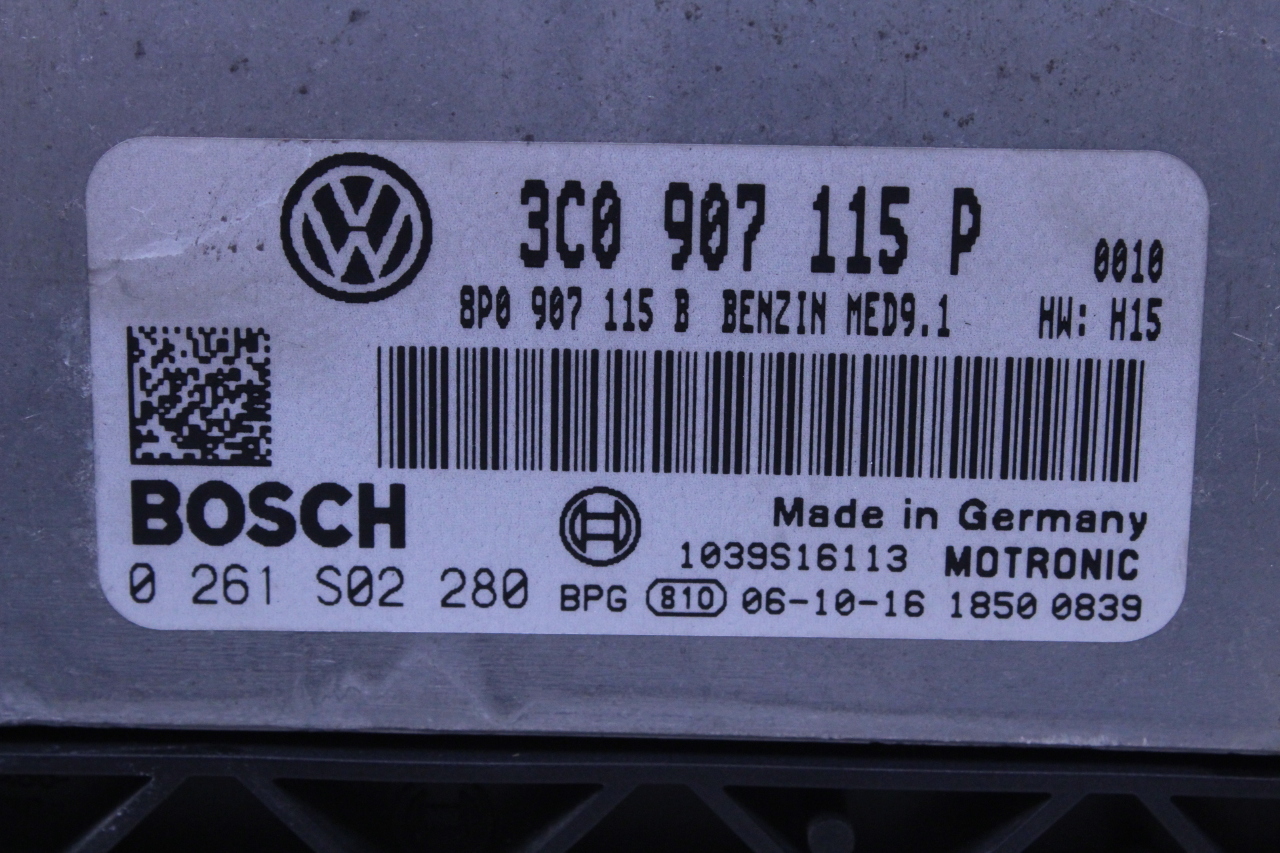 3C0 907 115 P 0010
8P0 907 115 B BENZIN MED9.1 HW: H15
BOSCH Made in Germany
1039S16113 MOTRONIC
0 261 S02 280 BPG 810 06-10-16 1850 0839